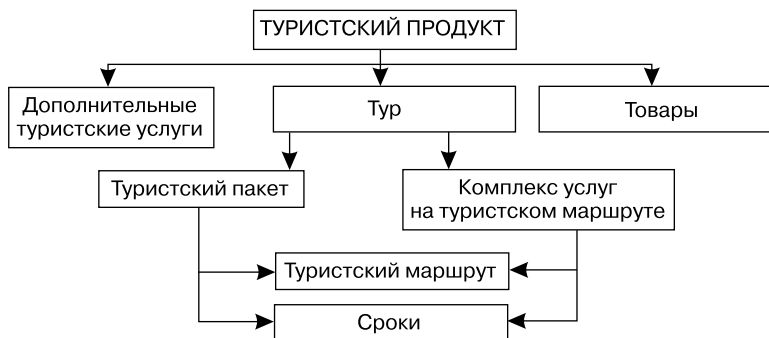 ТУРИСТСКИЙ ПРОДУКТ
Дополнительные
туристские услуги
Тур
Товары
Туристский пакет
Комплекс услуг
на туристском маршруте
Туристский маршрут
Сроки